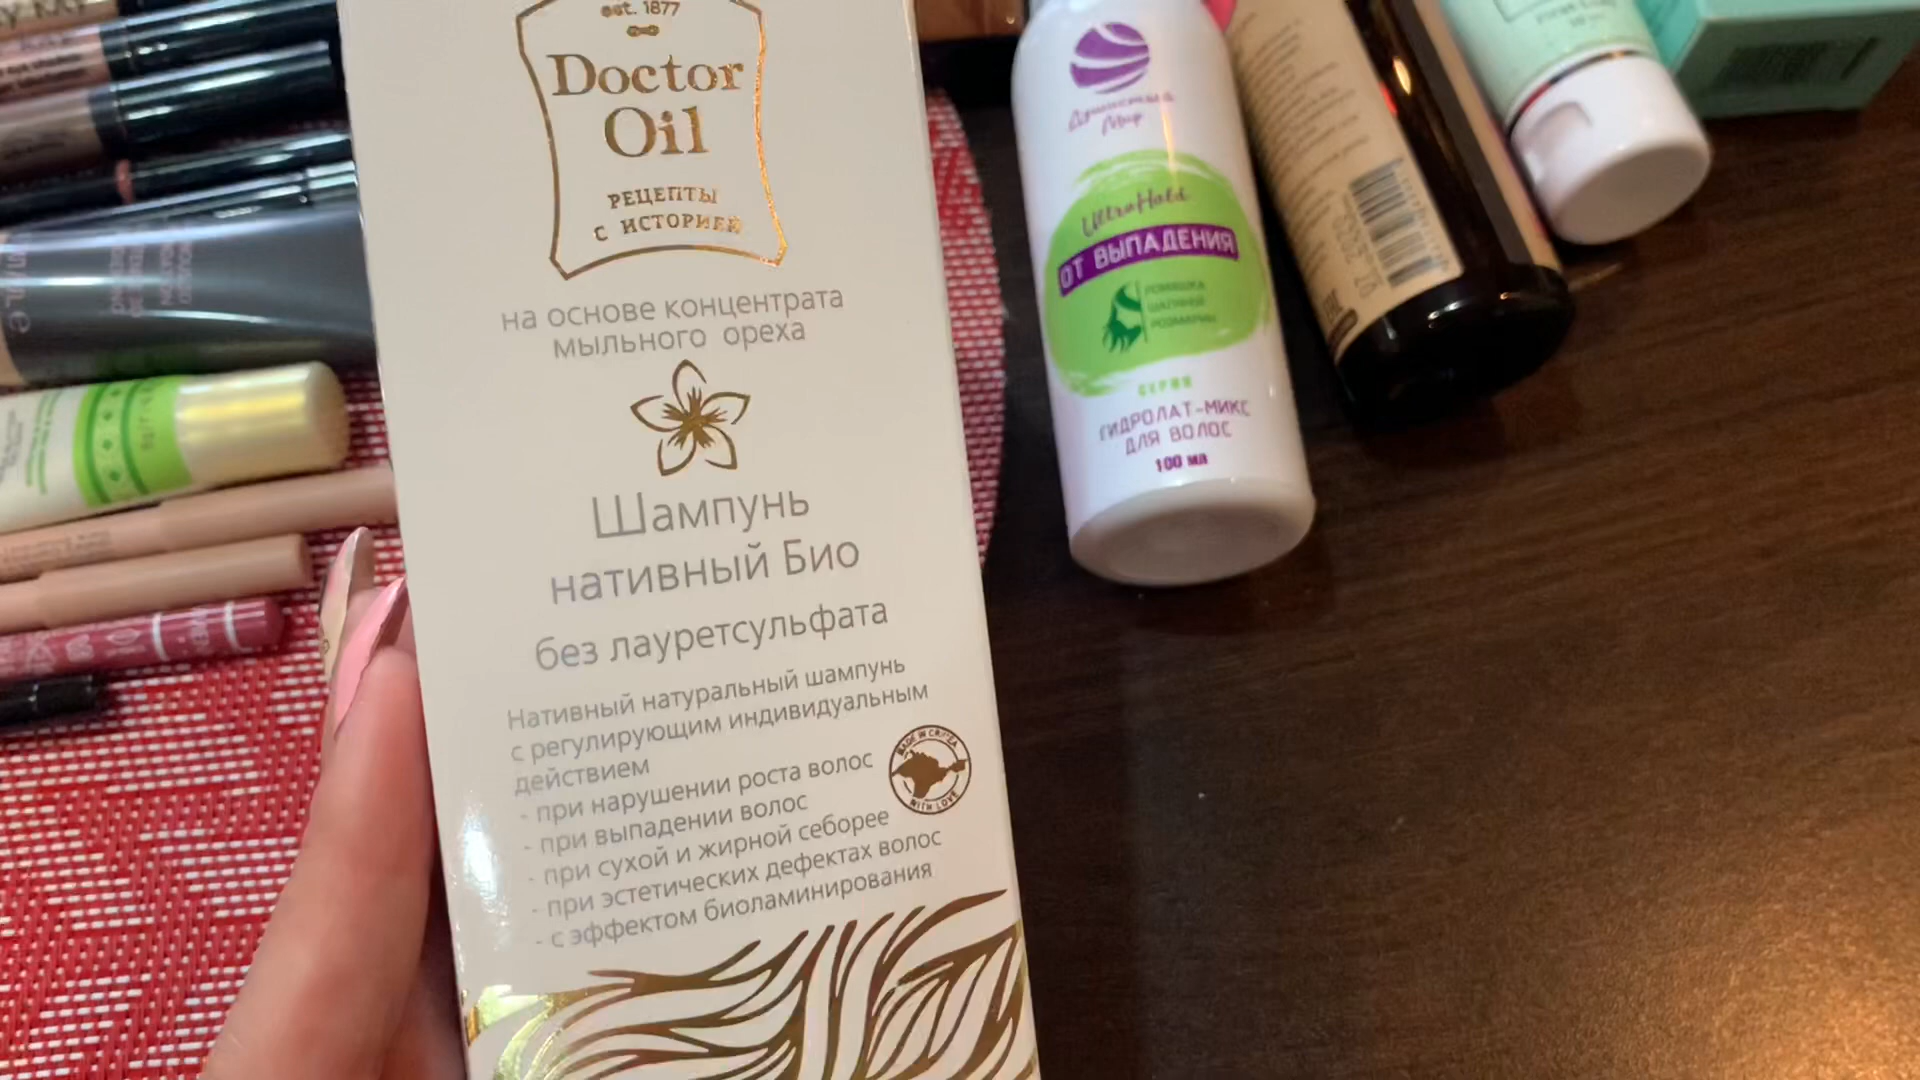 est. 1877
Doctor
Oil
РЕЦЕПТЫ
С ИСТОРИЕЙ
на основе концентрата
мыльного ореха
Шампунь
нативный Био
без лауретсульфата
Нативный натуральный шампунь
с регулирующим индивидуальным
действием
- при нарушении роста волос
- при выпадении волос
- при сухой и жирной себорее
- при эстетических дефектах волос
- с эффектом биоламинирования
MADE IN CRIMEA
WITH LOVE
Душистый
Мир
UltraHold
ОТ ВЫПАДЕНИЯ
РОМАШКА
ШАЛФЕЙ
РОЗМАРИН
СЕРИЯ
ГИДРОЛАТ-МИКС
ДЛЯ ВОЛОС
100 мл